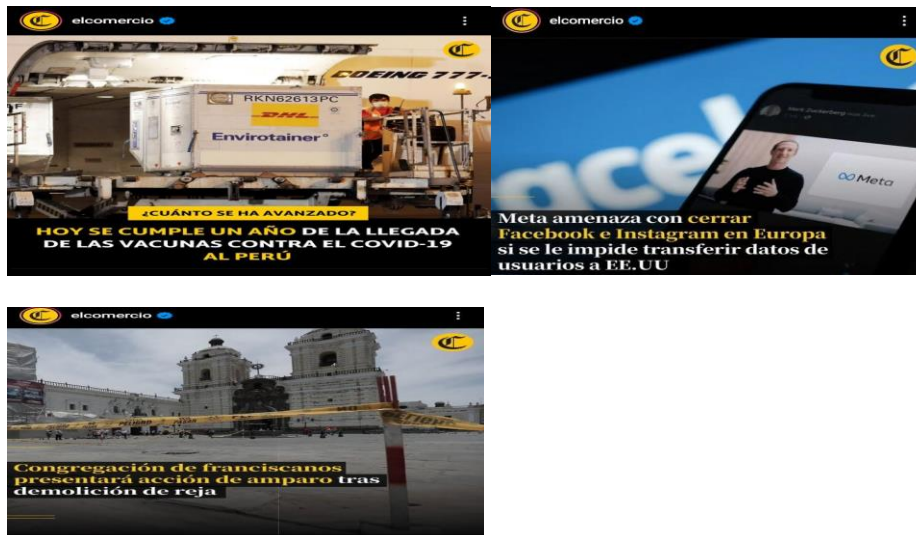 elcomercio
BOEING 777-
RKN62613PC
DHL
Envirotainer
¿CUÁNTO SE HA AVANZADO?
HOY SE CUMPLE UN AÑO DE LA LLEGADA
DE LAS VACUNAS CONTRA EL COVID-19
AL PERÚ
elcomercio
Mark Zuckerberg
Meta
Meta amenaza con cerrar
Facebook e Instagram en Europa
si se le impide transferir datos de
usuarios a EE.UU
elcomercio
PELIGRO
Congregación de franciscanos
presentará acción de amparo tras
demolición de reja